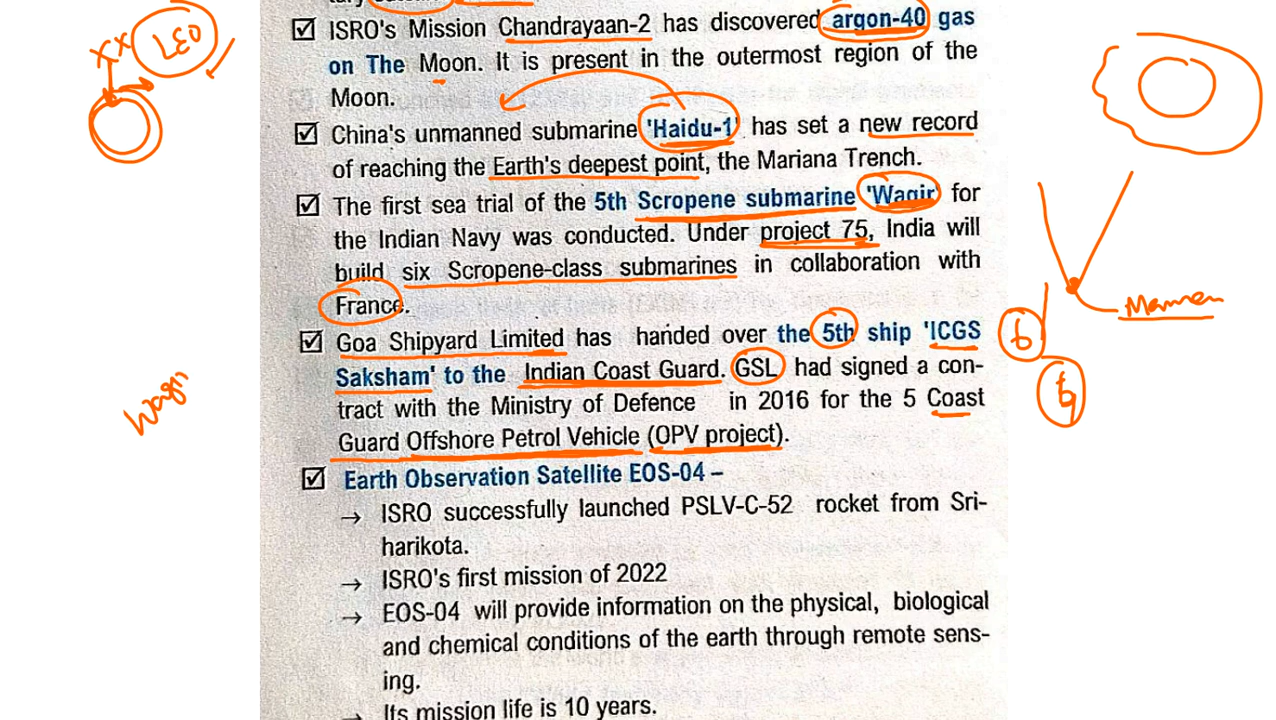 ISRO's Mission Chandrayaan-2 has discovered argon-40 gas
on The Moon. It is present in the outermost region of the
Moon.
China's unmanned submarine 'Haidu-1' has set a new record
of reaching the Earth's deepest point, the Mariana Trench.
The first sea trial of the 5th Scropene submarine 'Wagir' for
the Indian Navy was conducted. Under project 75, India will
build six Scropene-class submarines in collaboration with
France.
Goa Shipyard Limited has handed over the 5th ship 'ICGS
Saksham' to the Indian Coast Guard. GSL had signed a con-
tract with the Ministry of Defence in 2016 for the 5 Coast
Guard Offshore Petrol Vehicle (OPV project).
Earth Observation Satellite EOS-04 –
→ ISRO successfully launched PSLV-C-52 rocket from Sri-
harikota.
→ ISRO's first mission of 2022
→ EOS-04 will provide information on the physical, biological
and chemical conditions of the earth through remote sens-
ing.
→ Its mission life is 10 years.
XX
Wagir
6